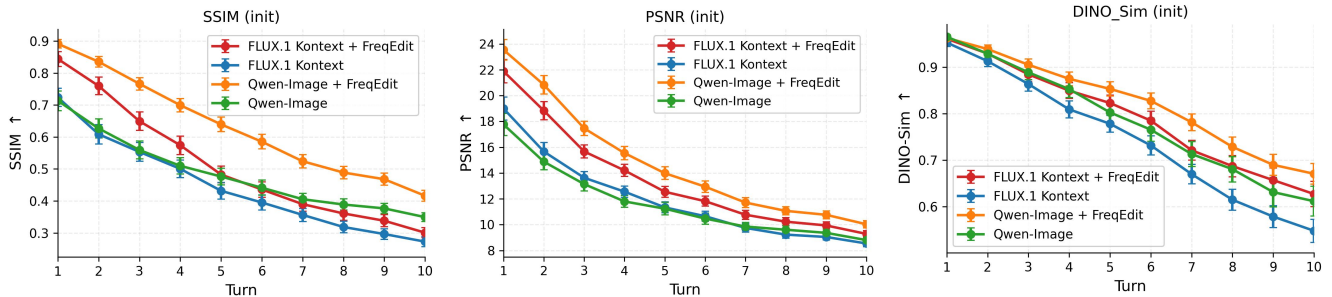 SSIM (init)
SSIM ↑
0.9
0.8
0.7
0.6
0.5
0.4
0.3
FLUX.1 Kontext + FreqEdit
FLUX.1 Kontext
Qwen-Image + FreqEdit
Qwen-Image
1 2 3 4 5 6 7 8 9 10
Turn
PSNR (init)
PSNR ↑
24
22
20
18
16
14
12
10
8
FLUX.1 Kontext + FreqEdit
FLUX.1 Kontext
Qwen-Image + FreqEdit
Qwen-Image
1 2 3 4 5 6 7 8 9 10
Turn
DINO_Sim (init)
DINO-Sim ↑
0.9
0.8
0.7
0.6
FLUX.1 Kontext + FreqEdit
FLUX.1 Kontext
Qwen-Image + FreqEdit
Qwen-Image
1 2 3 4 5 6 7 8 9 10
Turn